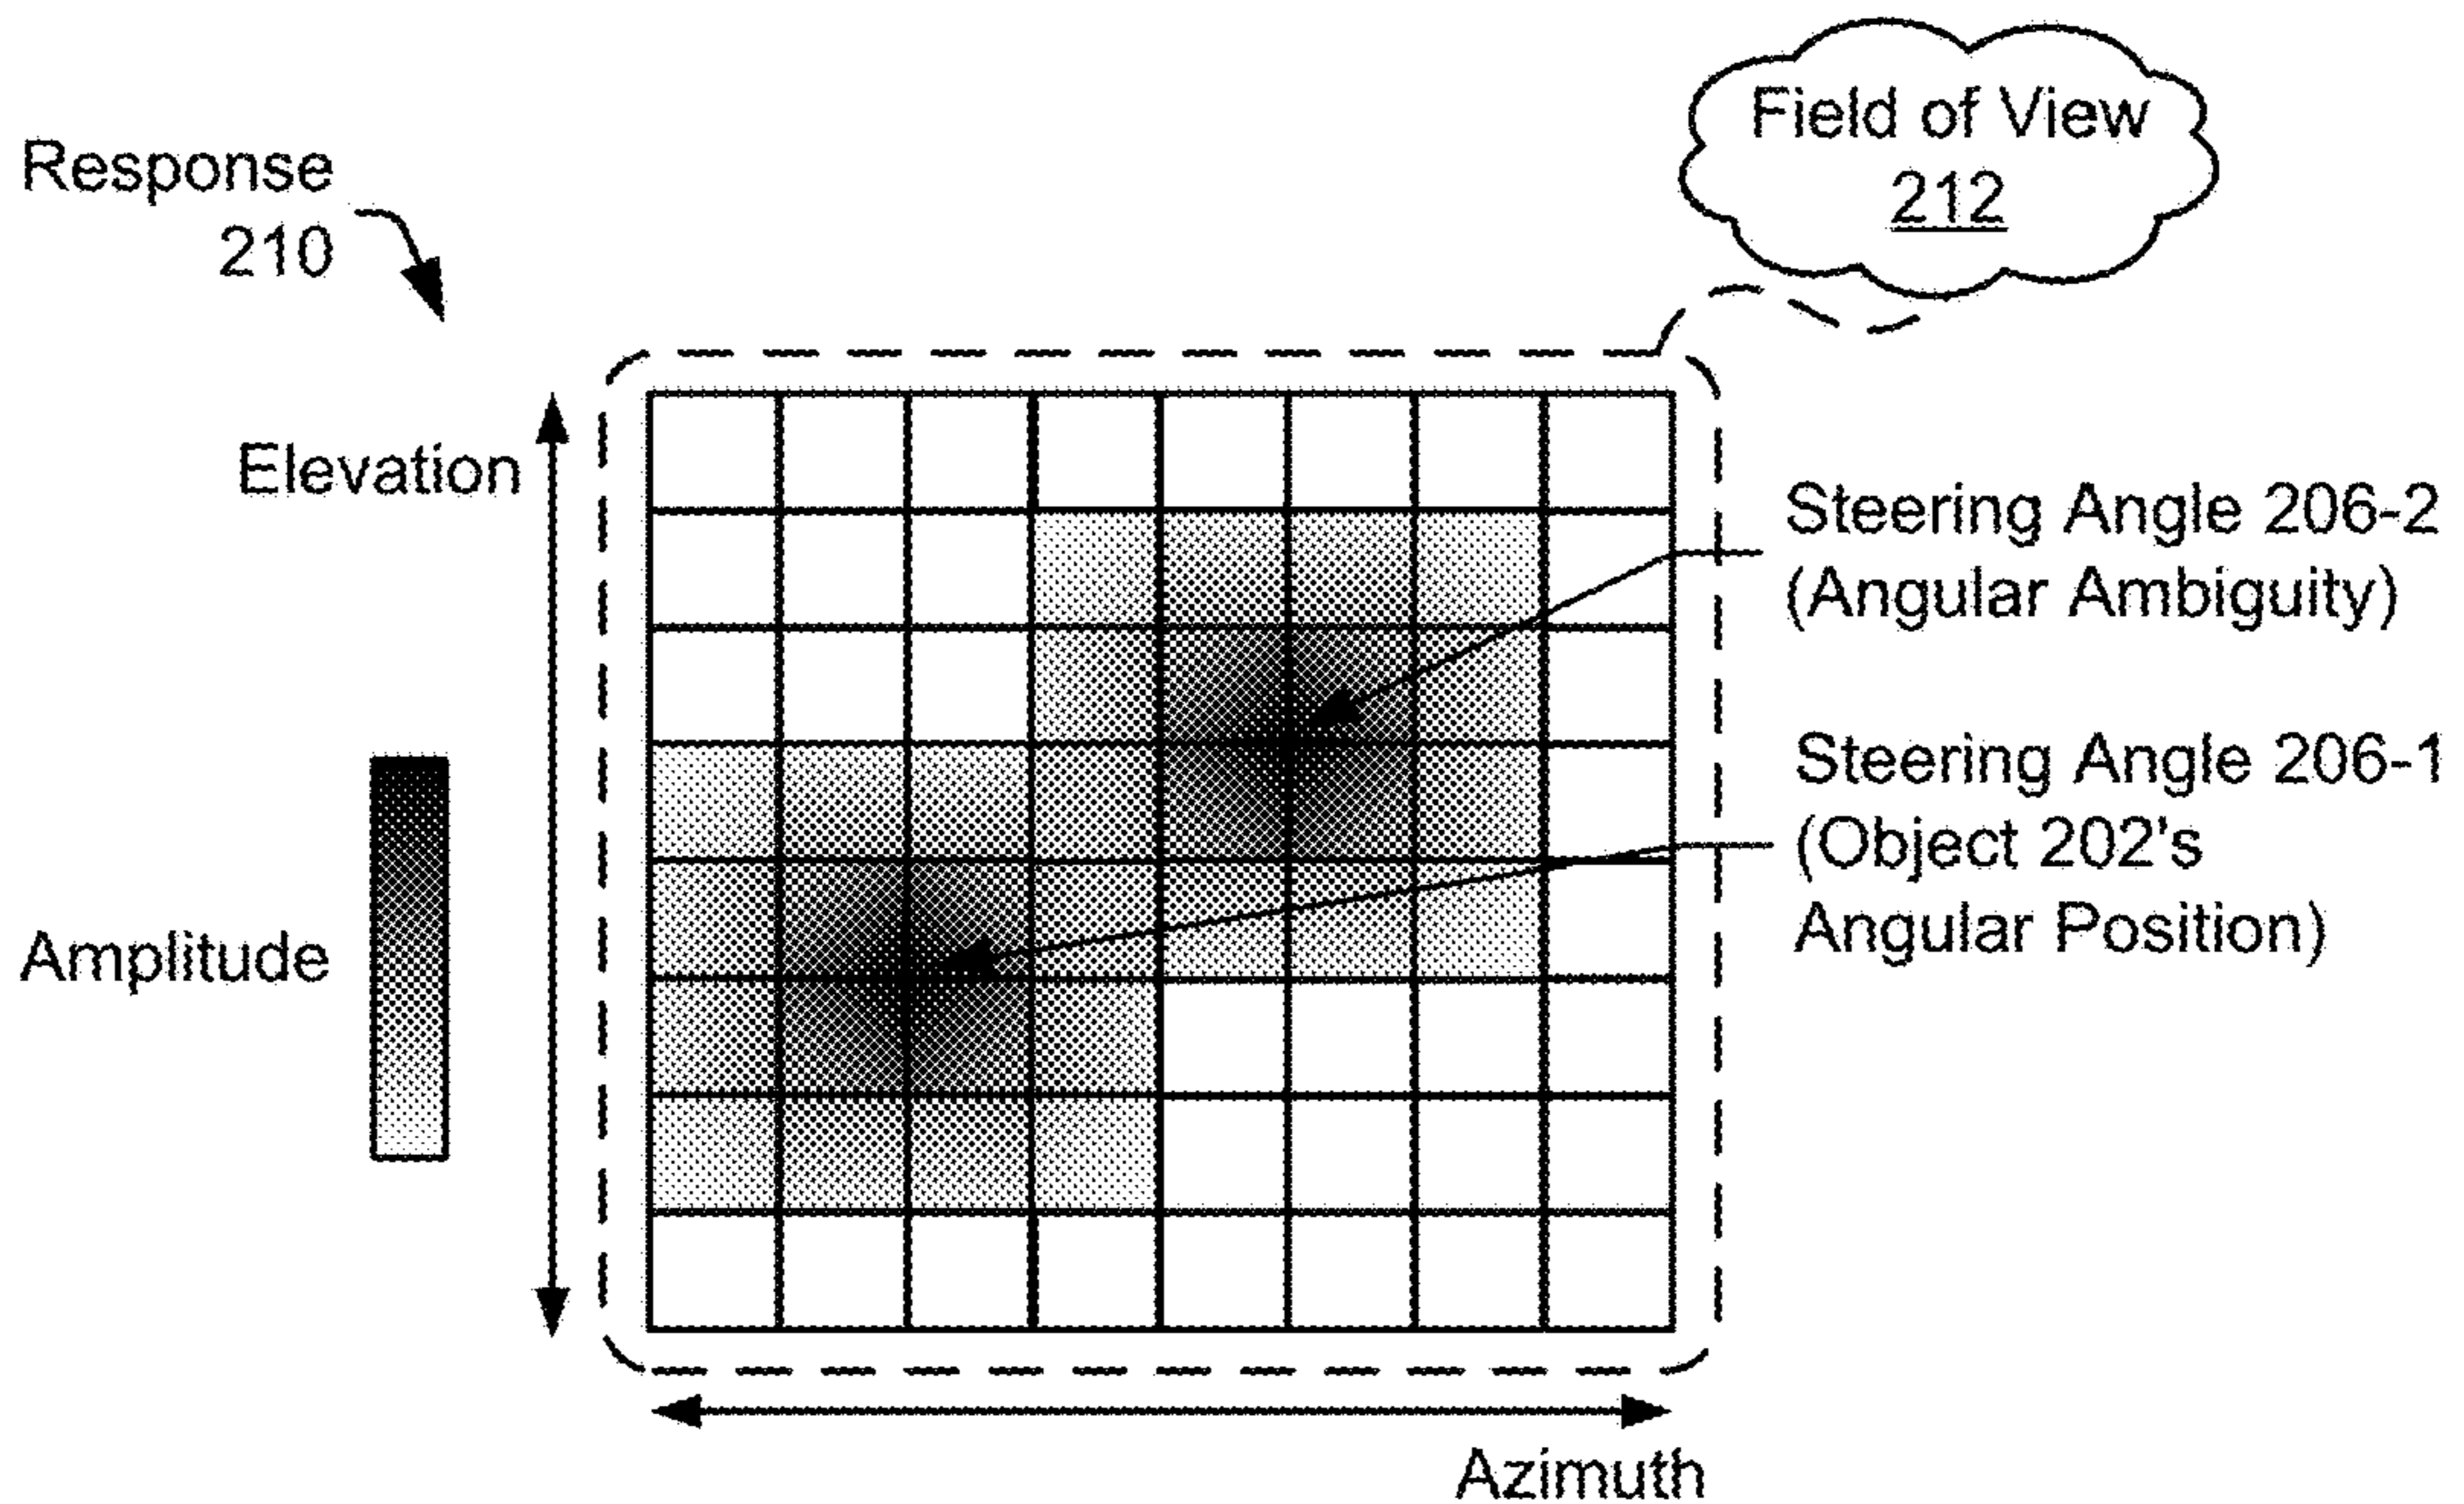 Field of View
212
Response
210
Elevation
Steering Angle 206-2
(Angular Ambiguity)
Steering Angle 206-1
(Object 202's
Angular Position)
Amplitude
Azimuth